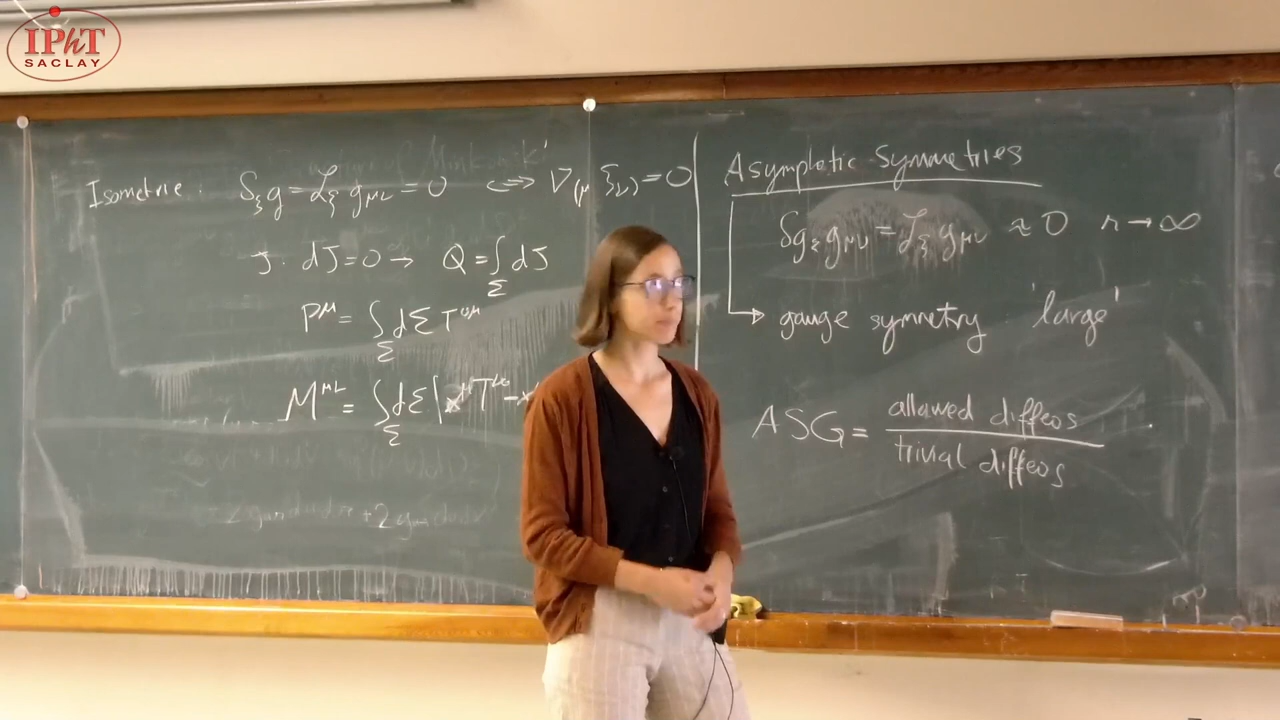 IPhT
SACLAY
Isometrie : δ_ξ g = ℒ_ξ g_μν = 0 ⟺ ∇_(μ ξ_ν) = 0
J. dJ=0 → Q = ∫_Σ dJ
P^μ = ∫_Σ dΣ T^0μ
M^μν = ∫_Σ dΣ [x^μ T^ν0 - x
Asymptotic Symmetries
δg_ξ g_μν = ℒ_ξ g_μν ≈ 0 r → ∞
gauge symmetry 'large'
ASG = allowed diffeos
trivial diffeos